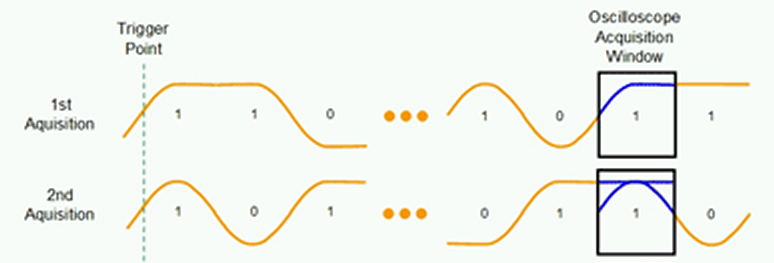 Trigger
Point
Oscilloscope
Acquisition
Window
1st
Aquisition
1 1 0 1 0 1 1
2nd
Aquisition
1 0 1 0 1 1 0